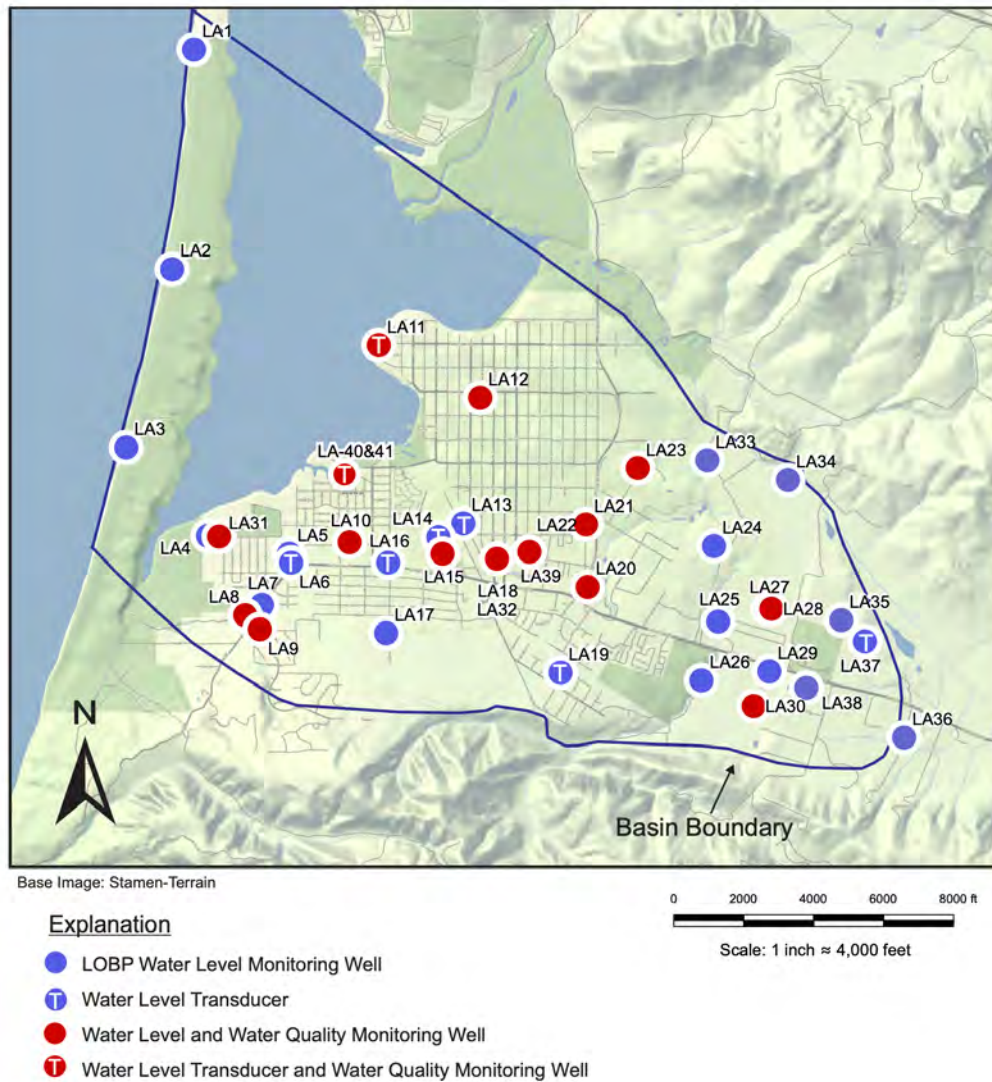 LA1
LA2
LA11
LA12
LA3
LA23
LA33
LA34
LA-40&41
LA13
LA14
LA21
LA22
LA31
LA4
LA5
LA10
LA16
LA24
LA6
LA15
LA18
LA39
LA20
LA32
LA7
LA8
LA27
LA28
LA35
LA25
LA9
LA17
LA37
LA19
LA26
LA29
LA30
LA38
LA36
T
T
T
T
T
T
T
T
N
Basin Boundary
Base Image: Stamen-Terrain
0 2000 4000 6000 8000 ft
Scale: 1 inch ≈ 4,000 feet
Explanation
LOBP Water Level Monitoring Well
T Water Level Transducer
Water Level and Water Quality Monitoring Well
T Water Level Transducer and Water Quality Monitoring Well